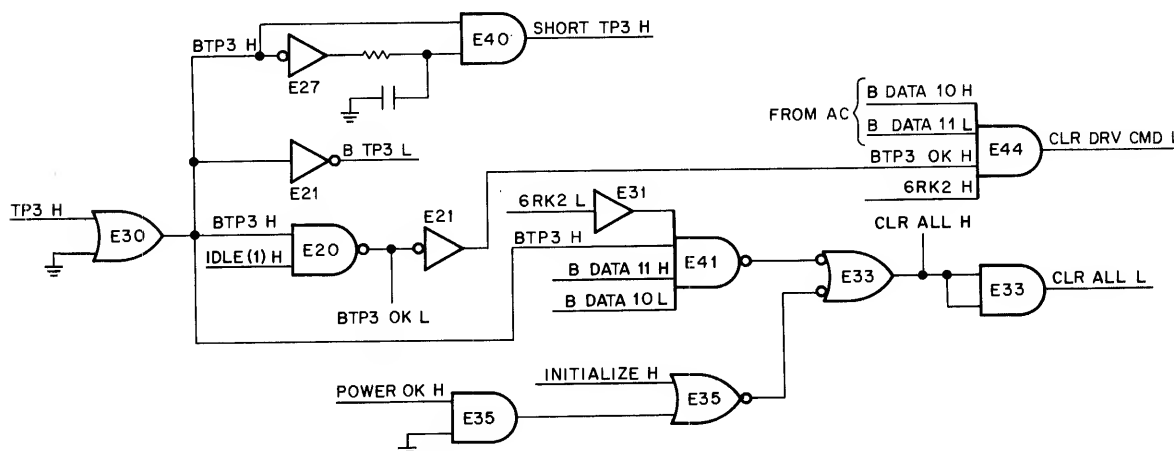 SHORT TP3 H
E40
BTP3 H
E27
B DATA 10 H
FROM AC
B DATA 11 L
E44
CLR DRV CMD L
B TP3 L
BTP3 OK H
E21
6RK2 H
E31
6RK2 L
E21
TP3 H
BTP3 H
CLR ALL H
E30
E20
BTP3 H
IDLE (1) H
E41
E33
B DATA 11 H
E33
CLR ALL L
B DATA 10 L
BTP3 OK L
INITIALIZE H
POWER OK H
E35
E35